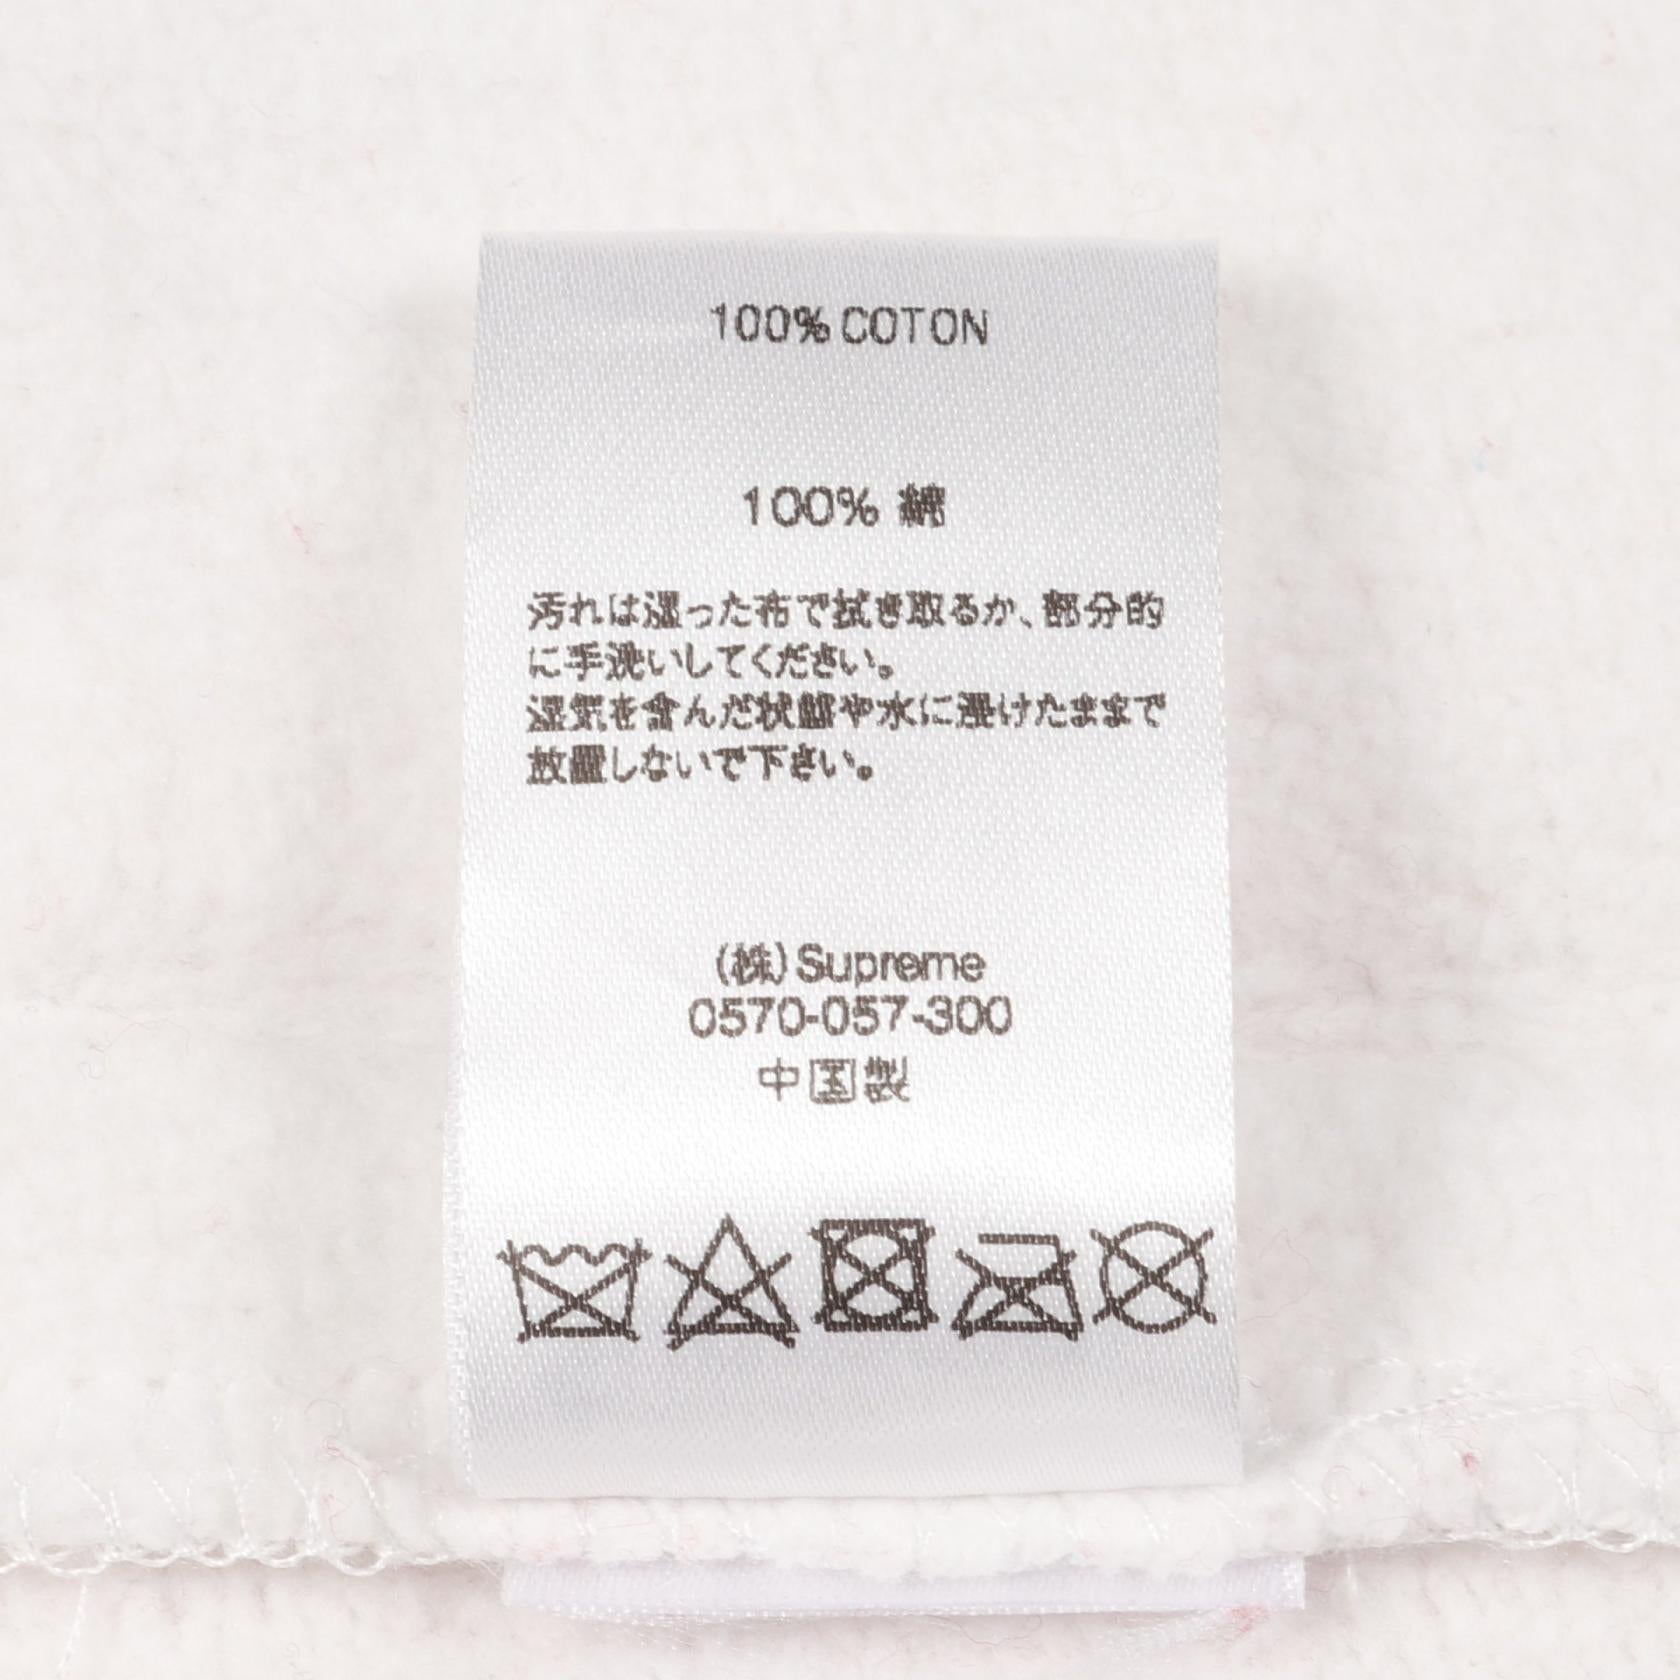 100% COTON
100% 綿
汚れは湿った布で拭き取るか、部分的
に手洗いしてください。
湿気を含んだ状態や水に浸けたままで
放置しないで下さい。
(株)Supreme
0570-057-300
中国製